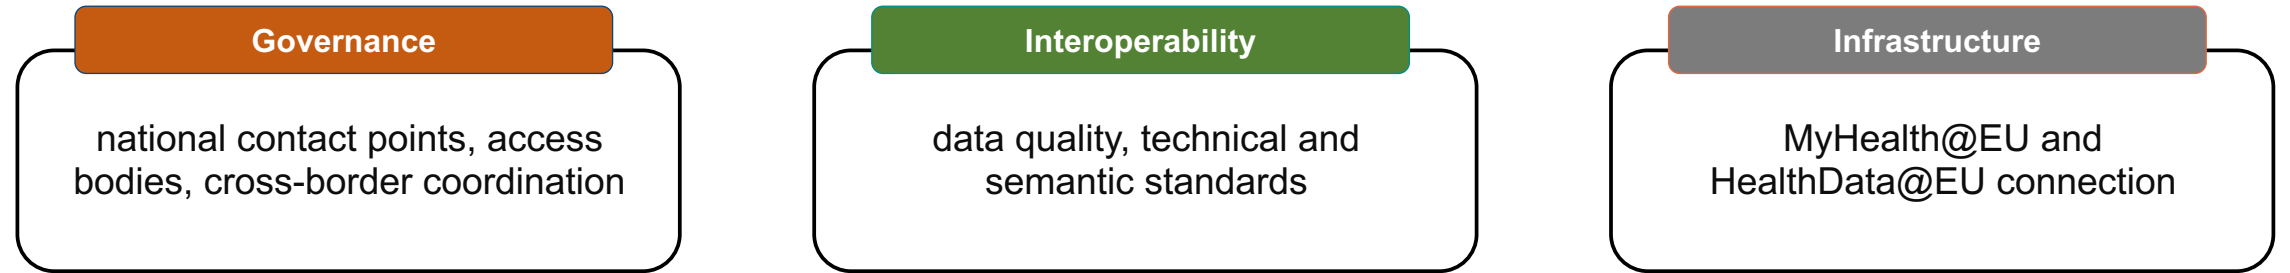 Governance
national contact points, access
bodies, cross-border coordination
Interoperability
data quality, technical and
semantic standards
Infrastructure
MyHealth@EU and
HealthData@EU connection